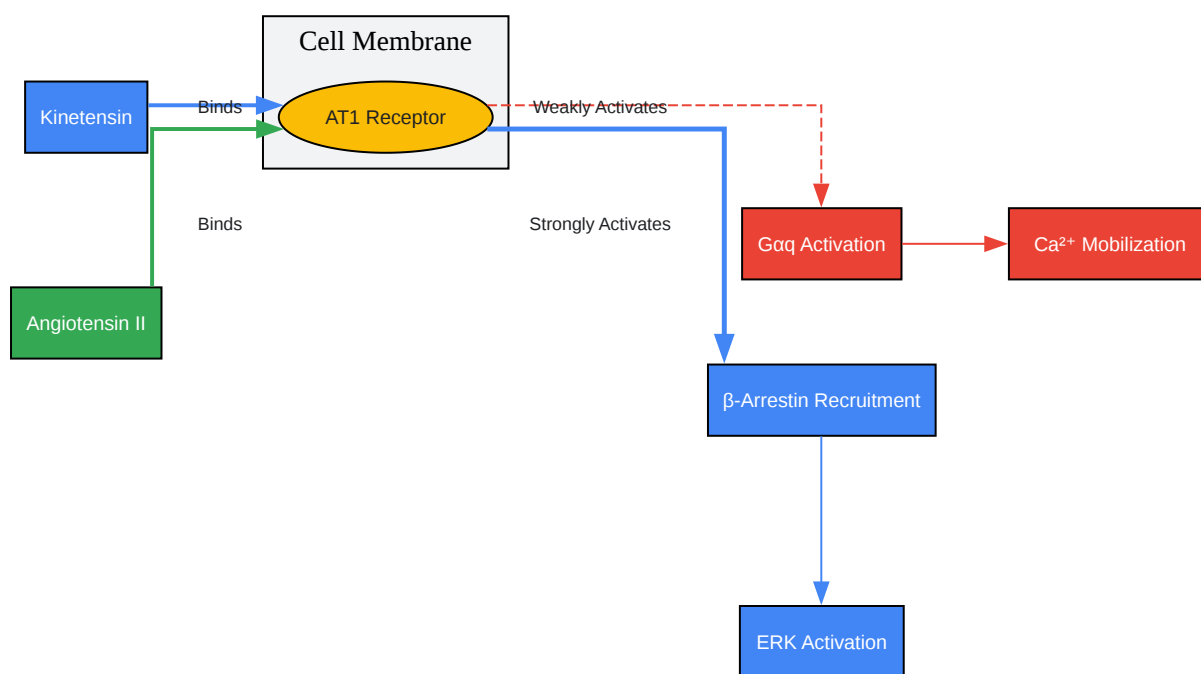 Cell Membrane
Kinetensin
Binds
AT1 Receptor
Weakly Activates
Binds
Strongly Activates
Gαq Activation
Ca²⁺ Mobilization
Angiotensin II
β-Arrestin Recruitment
ERK Activation